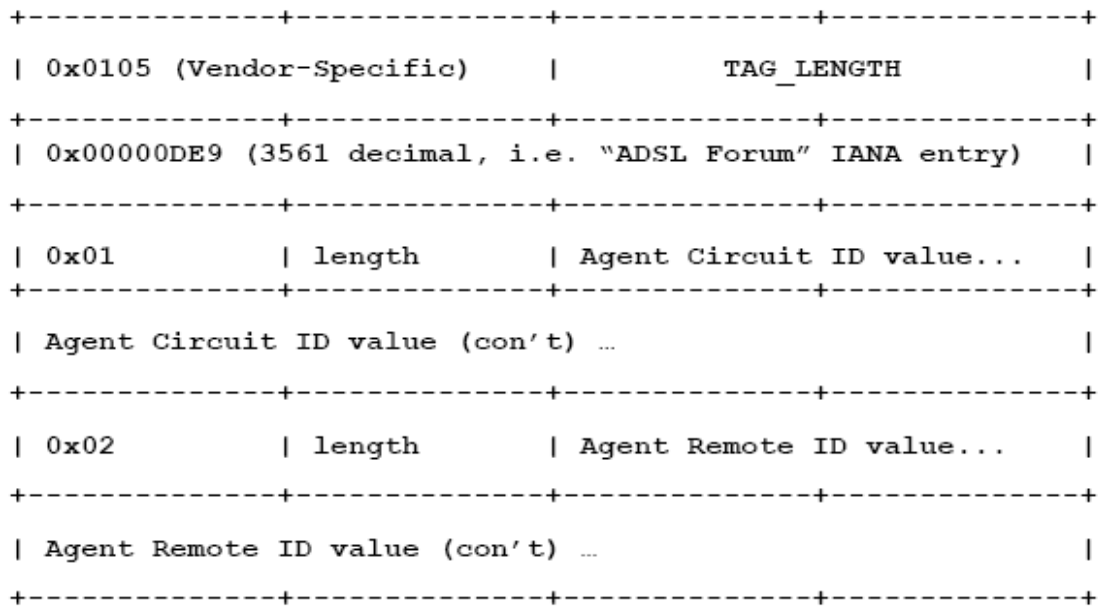 +--------------+--------------+--------------+--------------+
| 0x0105 (Vendor-Specific) | TAG_LENGTH |
+--------------+--------------+--------------+--------------+
| 0x00000DE9 (3561 decimal, i.e. “ADSL Forum” IANA entry) |
+--------------+--------------+--------------+--------------+
| 0x01 | length | Agent Circuit ID value... |
+--------------+--------------+--------------+--------------+
| Agent Circuit ID value (con’t) … |
+--------------+--------------+--------------+--------------+
| 0x02 | length | Agent Remote ID value... |
+--------------+--------------+--------------+--------------+
| Agent Remote ID value (con’t) … |
+--------------+--------------+--------------+--------------+